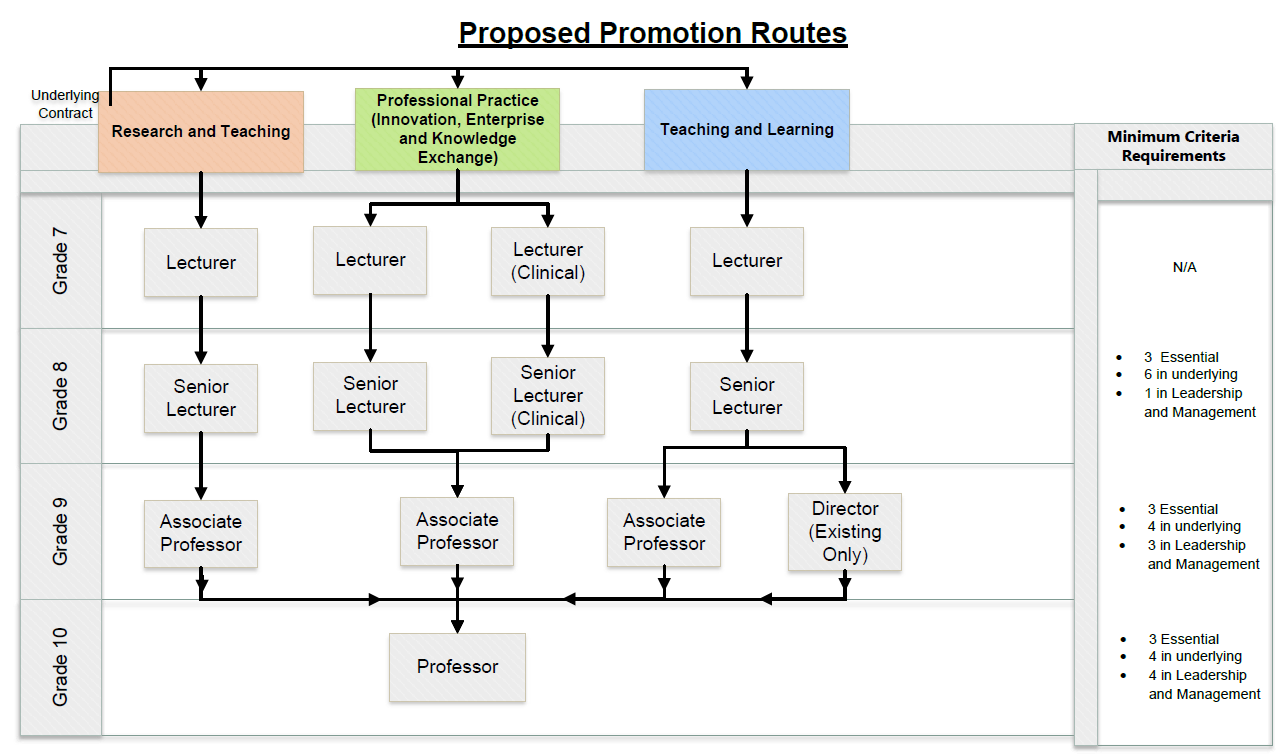 Proposed Promotion Routes
Underlying
Contract
Research and Teaching
Professional Practice
(Innovation, Enterprise
and Knowledge
Exchange)
Teaching and Learning
Minimum Criteria
Requirements
Grade 7
Lecturer
Lecturer
Lecturer
(Clinical)
Lecturer
N/A
Grade 8
Senior
Lecturer
Senior
Lecturer
Senior
Lecturer
(Clinical)
Senior
Lecturer
• 3 Essential
• 6 in underlying
• 1 in Leadership
and Management
Grade 9
Associate
Professor
Associate
Professor
Associate
Professor
Director
(Existing
Only)
• 3 Essential
• 4 in underlying
• 3 in Leadership
and Management
Grade 10
Professor
• 3 Essential
• 4 in underlying
• 4 in Leadership
and Management